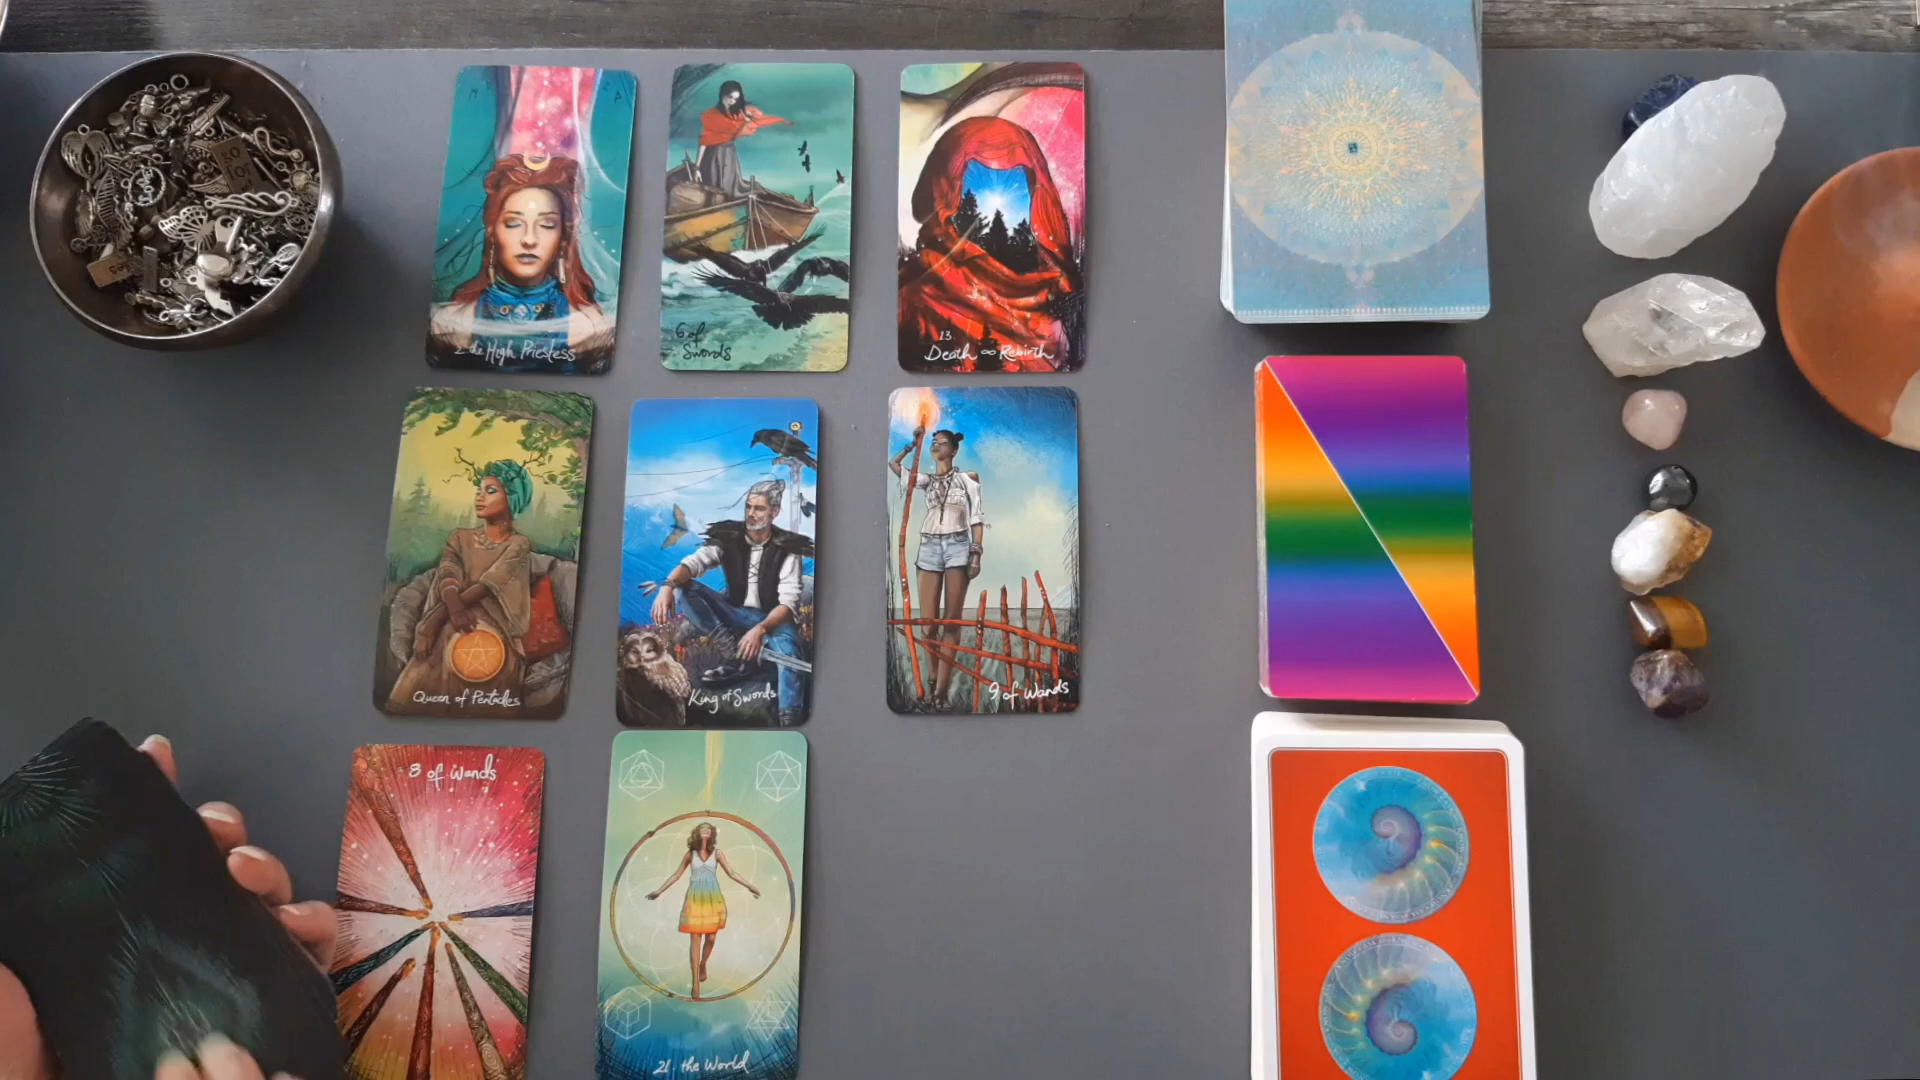 2 the High Priestess
6 of
Swords
13
Death ∞ Rebirth
Queen of Pentacles
King of Swords
9 of Wands
8 of Wands
21. the World